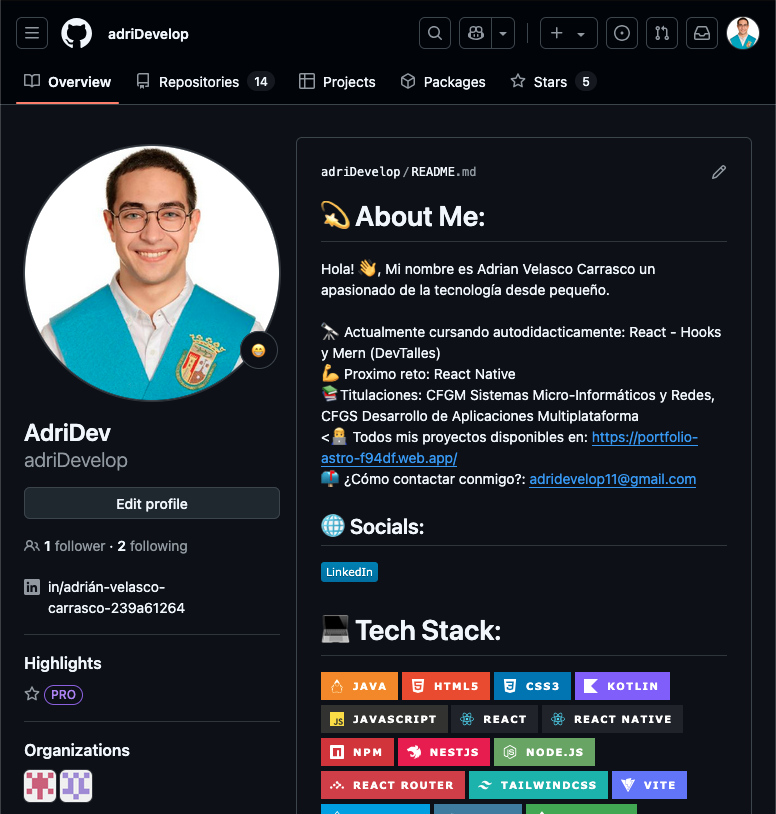 adriDevelop
Overview
Repositories 14
Projects
Packages
Stars 5
AdriDev
adriDevelop
Edit profile
1 follower · 2 following
in/adrián-velasco-
carrasco-239a61264
Highlights
PRO
Organizations
adriDevelop/README.md
💫 About Me:
Hola! 👋, Mi nombre es Adrian Velasco Carrasco un
apasionado de la tecnología desde pequeño.
🔭 Actualmente cursando autodidacticamente: React - Hooks
y Mern (DevTalles)
💪 Proximo reto: React Native
📚Titulaciones: CFGM Sistemas Micro-Informáticos y Redes,
CFGS Desarrollo de Aplicaciones Multiplataforma
<👨‍💻 Todos mis proyectos disponibles en: https://portfolio-
astro-f94df.web.app/
📫 ¿Cómo contactar conmigo?: adridevelop11@gmail.com
🌐 Socials:
LinkedIn
💻 Tech Stack:
JAVA HTML5 CSS3 KOTLIN
JS JAVASCRIPT REACT REACT NATIVE
NPM NESTJS NODE.JS
REACT ROUTER TAILWINDCSS VITE